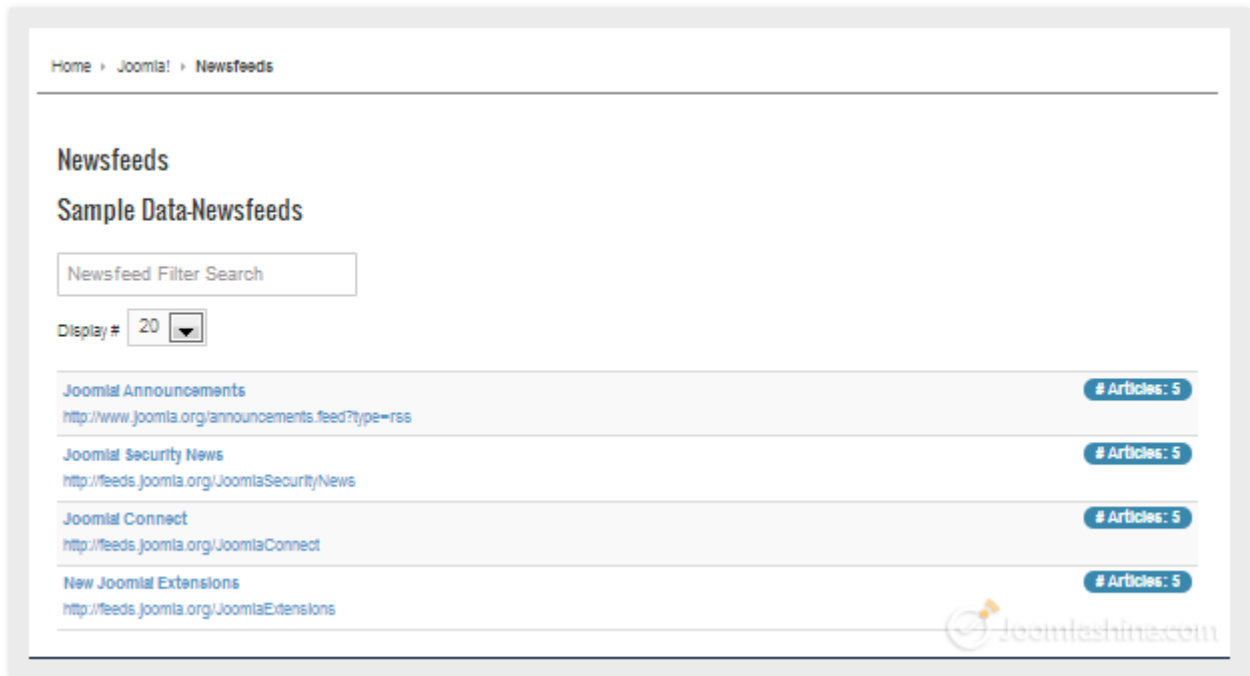 Home Joomla! Newsfeeds
Newsfeeds
Sample Data-Newsfeeds
Newsfeed Filter Search
Display # 20
Joomla! Announcements
# Articles: 5
http://www.joomla.org/announcements.feed?type=rss
Joomla! Security News
# Articles: 5
http://feeds.joomla.org/JoomlaSecurityNews
Joomla! Connect
# Articles: 5
http://feeds.joomla.org/JoomlaConnect
New Joomla! Extensions
# Articles: 5
http://feeds.joomla.org/JoomlaExtensions
Joomlashine.com